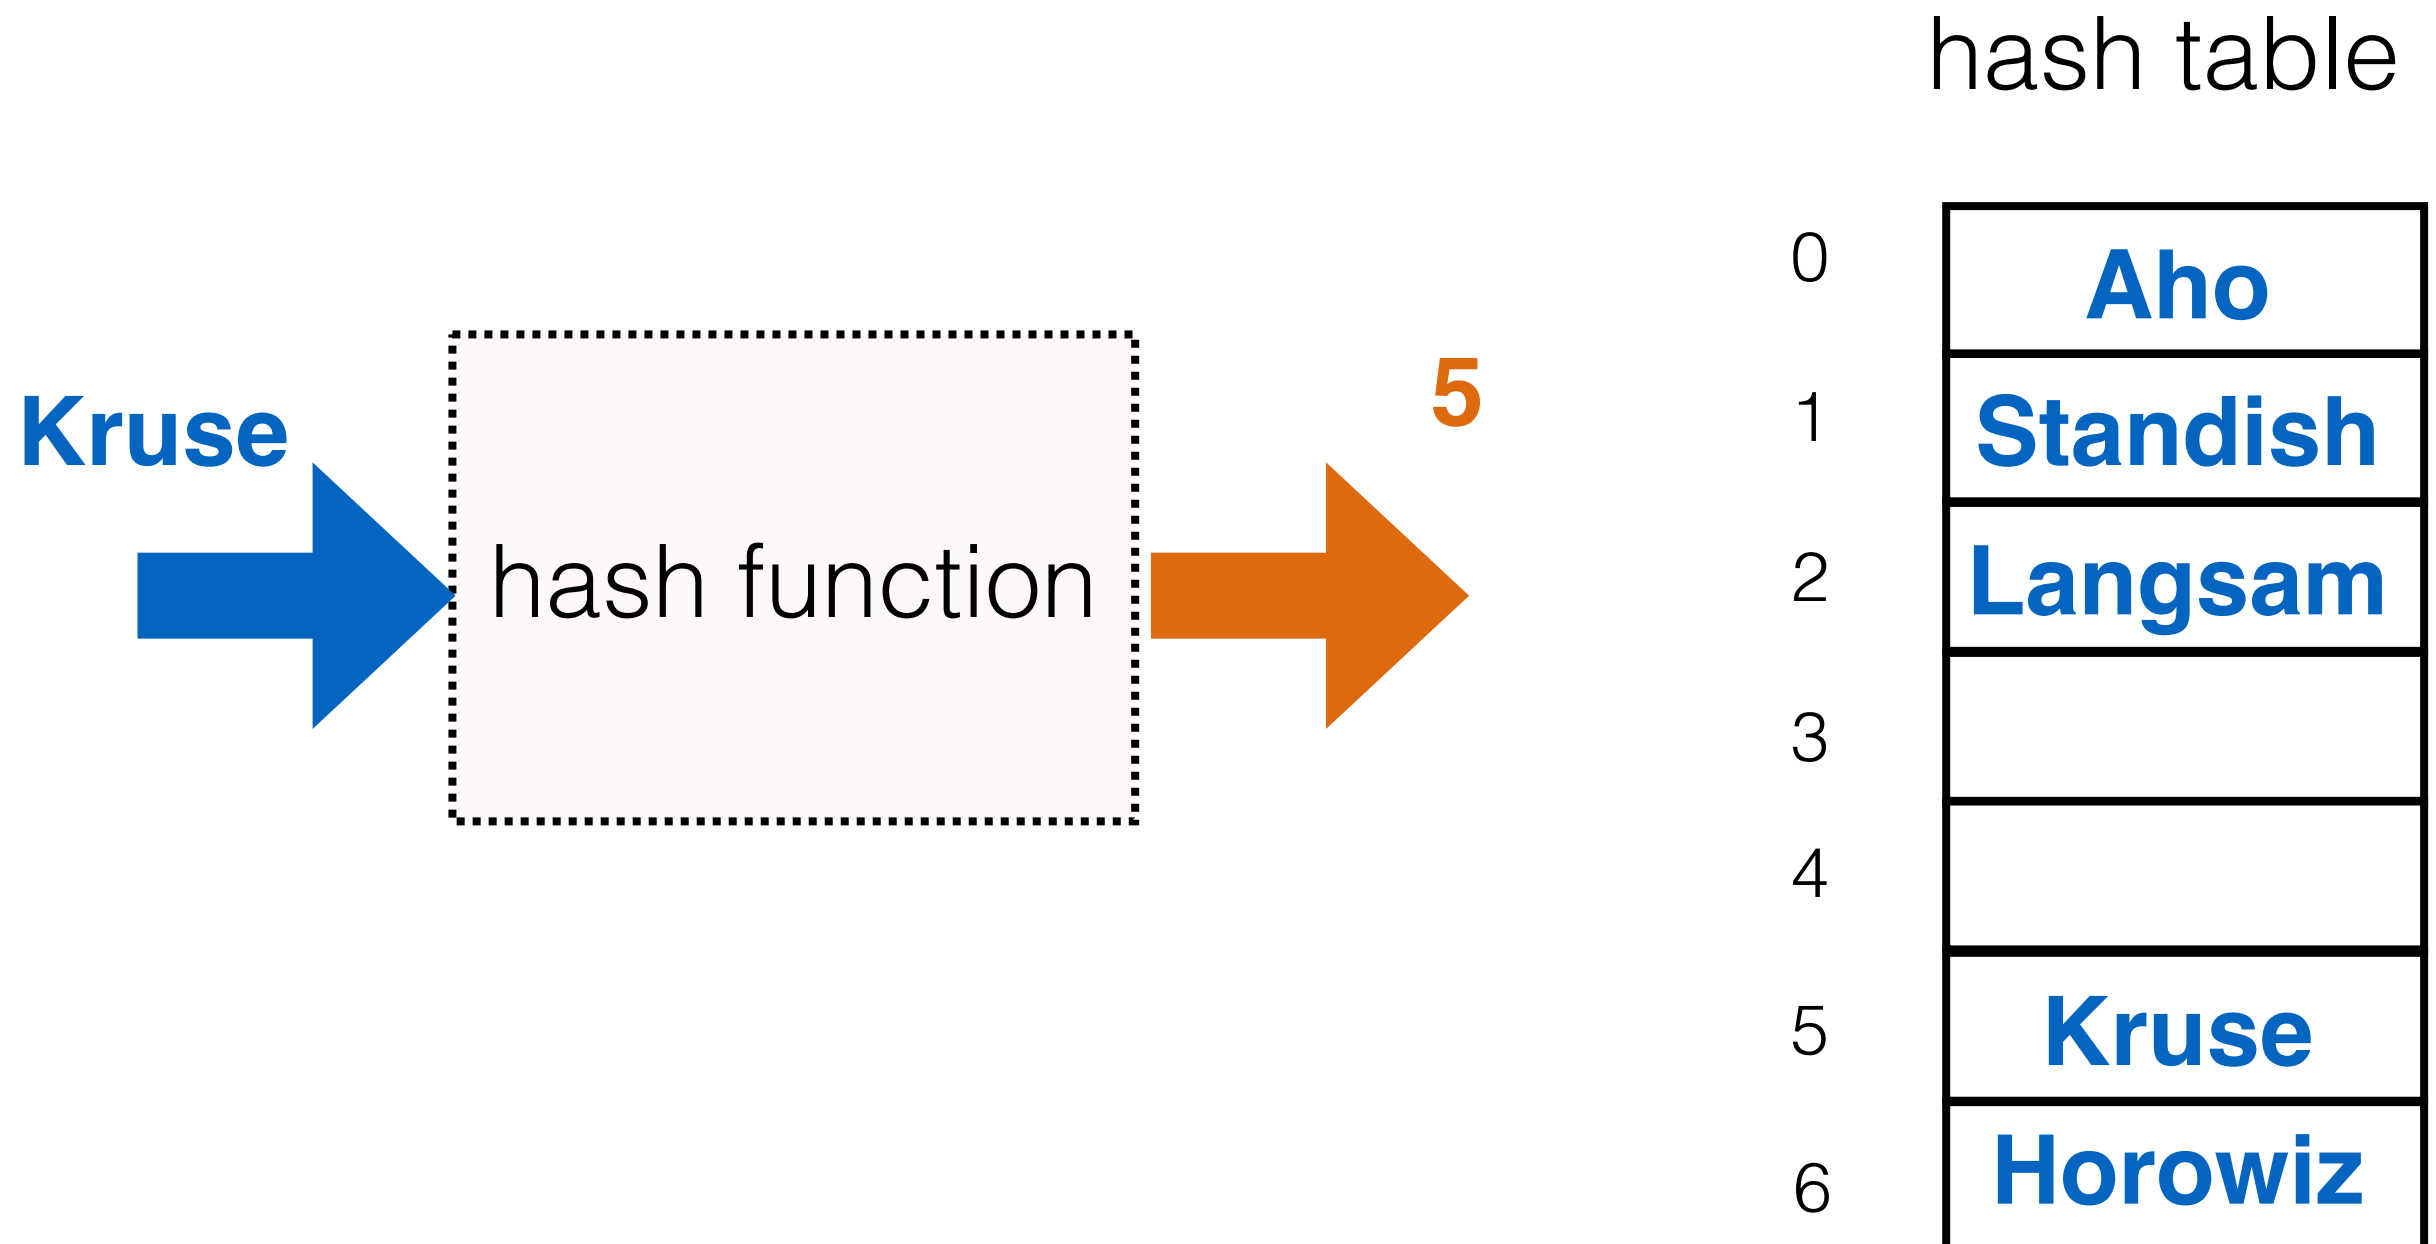 hash table
Kruse
hash function
5
0 Aho
1 Standish
2 Langsam
3
4
5 Kruse
6 Horowiz